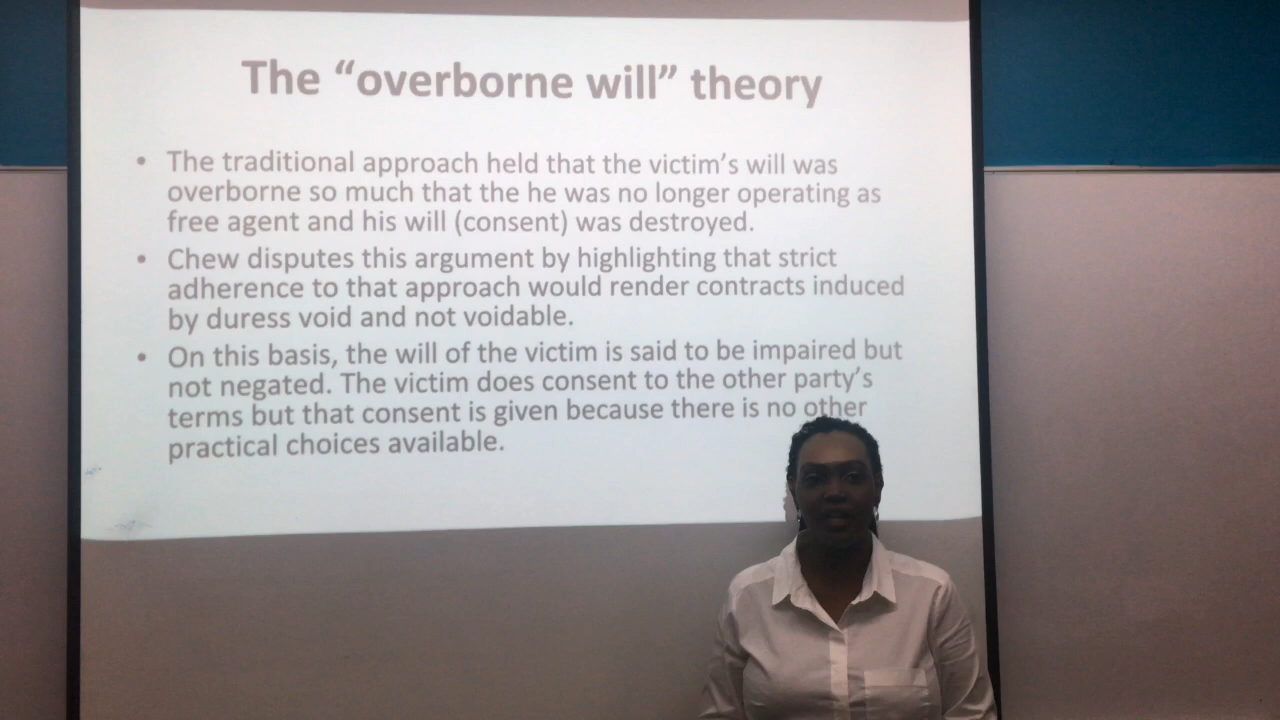 The “overborne will” theory
• The traditional approach held that the victim’s will was
overborne so much that the he was no longer operating as
free agent and his will (consent) was destroyed.
• Chew disputes this argument by highlighting that strict
adherence to that approach would render contracts induced
by duress void and not voidable.
• On this basis, the will of the victim is said to be impaired but
not negated. The victim does consent to the other party’s
terms but that consent is given because there is no other
practical choices available.